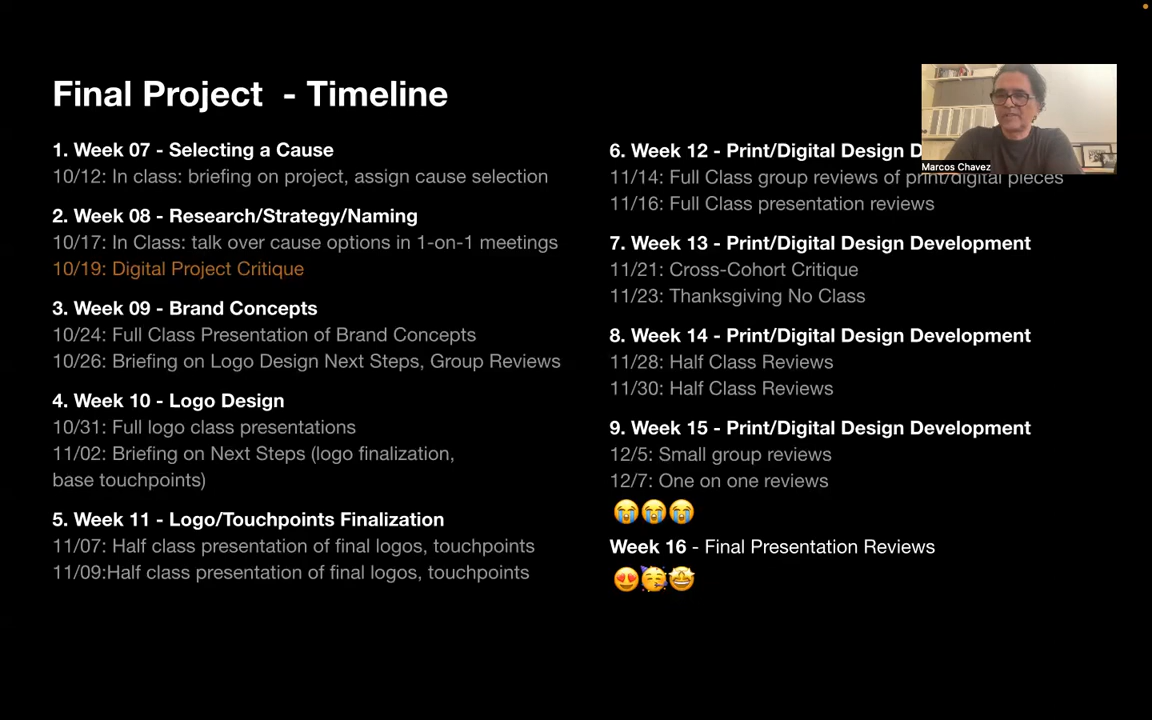 Final Project - Timeline
1. Week 07 - Selecting a Cause
10/12: In class: briefing on project, assign cause selection
2. Week 08 - Research/Strategy/Naming
10/17: In Class: talk over cause options in 1-on-1 meetings
10/19: Digital Project Critique
3. Week 09 - Brand Concepts
10/24: Full Class Presentation of Brand Concepts
10/26: Briefing on Logo Design Next Steps, Group Reviews
4. Week 10 - Logo Design
10/31: Full logo class presentations
11/02: Briefing on Next Steps (logo finalization,
base touchpoints)
5. Week 11 - Logo/Touchpoints Finalization
11/07: Half class presentation of final logos, touchpoints
11/09:Half class presentation of final logos, touchpoints
6. Week 12 - Print/Digital Design D
11/14: Full Class group reviews of print/digital pieces
11/16: Full Class presentation reviews
7. Week 13 - Print/Digital Design Development
11/21: Cross-Cohort Critique
11/23: Thanksgiving No Class
8. Week 14 - Print/Digital Design Development
11/28: Half Class Reviews
11/30: Half Class Reviews
9. Week 15 - Print/Digital Design Development
12/5: Small group reviews
12/7: One on one reviews
😭😭😭
Week 16 - Final Presentation Reviews
😍🥳🤩
Marcos Chavez